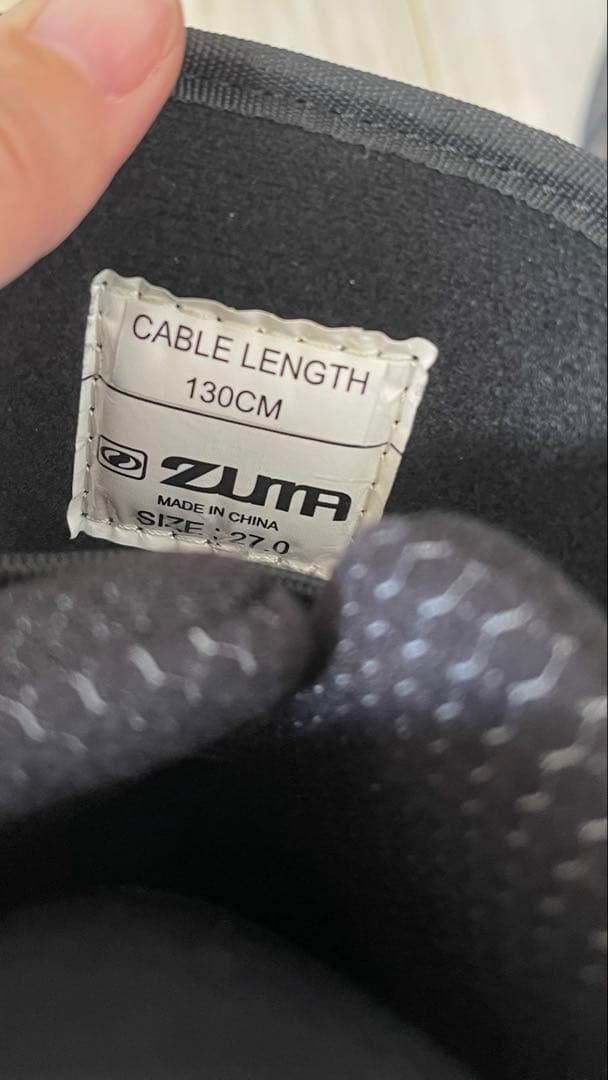 CABLE LENGTH
130CM
ZUMA
MADE IN CHINA
SIZE : 27.0